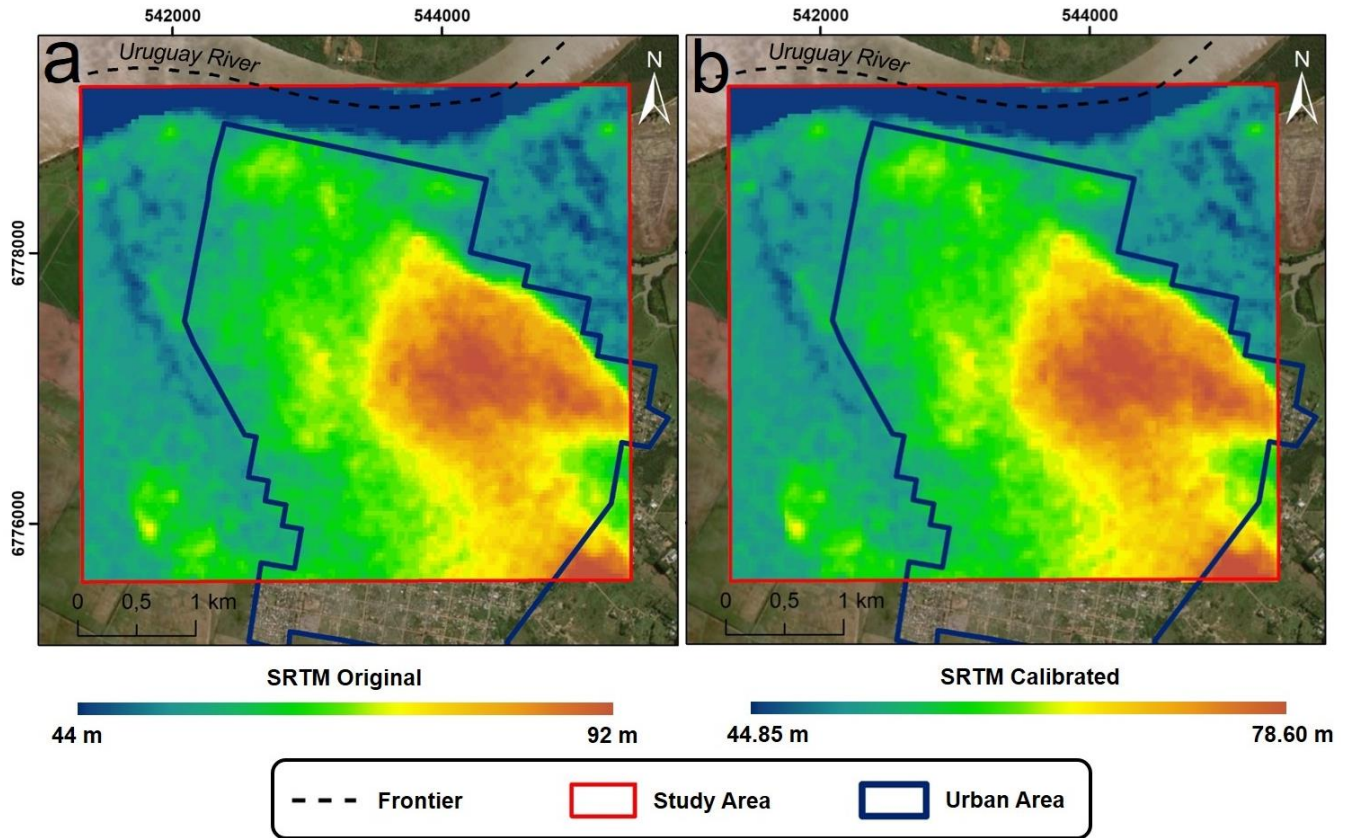 542000
544000
542000
544000
a
Uruguay River
N
b
Uruguay River
N
6778000
6776000
0 0,5 1 km
0 0,5 1 km
SRTM Original
44 m 92 m
SRTM Calibrated
44.85 m 78.60 m
Frontier
Study Area
Urban Area